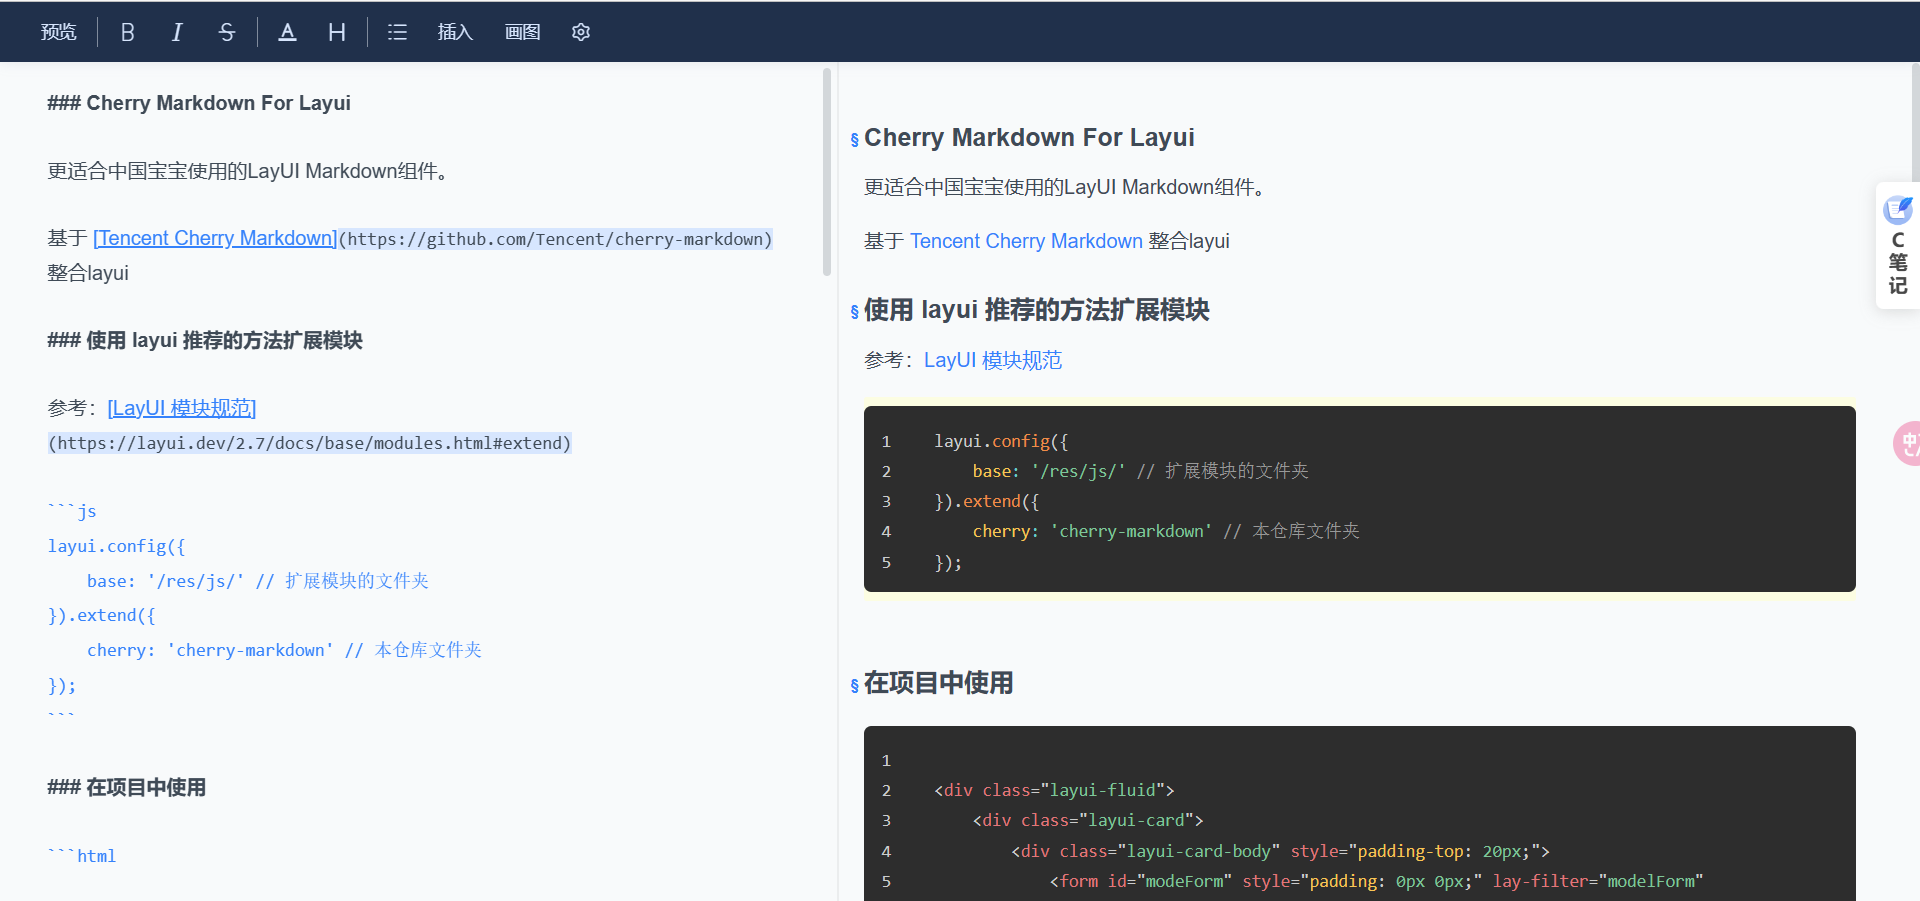 预览 B I S A H 插入 画图
### Cherry Markdown For Layui
更适合中国宝宝使用的LayUI Markdown组件。
基于 [Tencent Cherry Markdown](https://github.com/Tencent/cherry-markdown)
整合layui
### 使用 layui 推荐的方法扩展模块
参考：[LayUI 模块规范]
(https://layui.dev/2.7/docs/base/modules.html#extend)
```js
layui.config({
    base: '/res/js/' // 扩展模块的文件夹
}).extend({
    cherry: 'cherry-markdown' // 本仓库文件夹
});
```
### 在项目中使用
```html
§ Cherry Markdown For Layui
更适合中国宝宝使用的LayUI Markdown组件。
基于 Tencent Cherry Markdown 整合layui
§ 使用 layui 推荐的方法扩展模块
参考：LayUI 模块规范
1 layui.config({
2     base: '/res/js/' // 扩展模块的文件夹
3 }).extend({
4     cherry: 'cherry-markdown' // 本仓库文件夹
5 });
§ 在项目中使用
1
2 <div class="layui-fluid">
3     <div class="layui-card">
4         <div class="layui-card-body" style="padding-top: 20px;">
5             <form id="modeForm" style="padding: 0px 0px;" lay-filter="modelForm"
C
笔
记
中